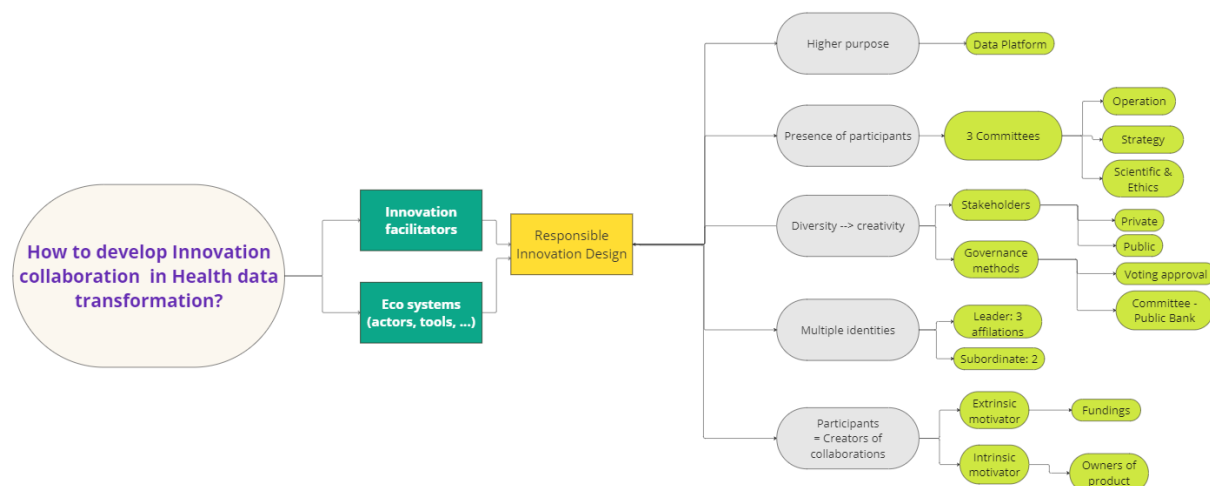 How to develop Innovation
collaboration in Health data
transformation?
Innovation
facilitators
Eco systems
(actors, tools, ...)
Responsible
Innovation Design
Higher purpose
Data Platform
Presence of participants
3 Committees
Operation
Strategy
Scientific &
Ethics
Diversity --> creativity
Stakeholders
Private
Public
Governance
methods
Voting approval
Committee -
Public Bank
Multiple identities
Leader: 3
affilations
Subordinate: 2
Participants
= Creators of
collaborations
Extrinsic
motivator
Fundings
Intrinsic
motivator
Owners of
product